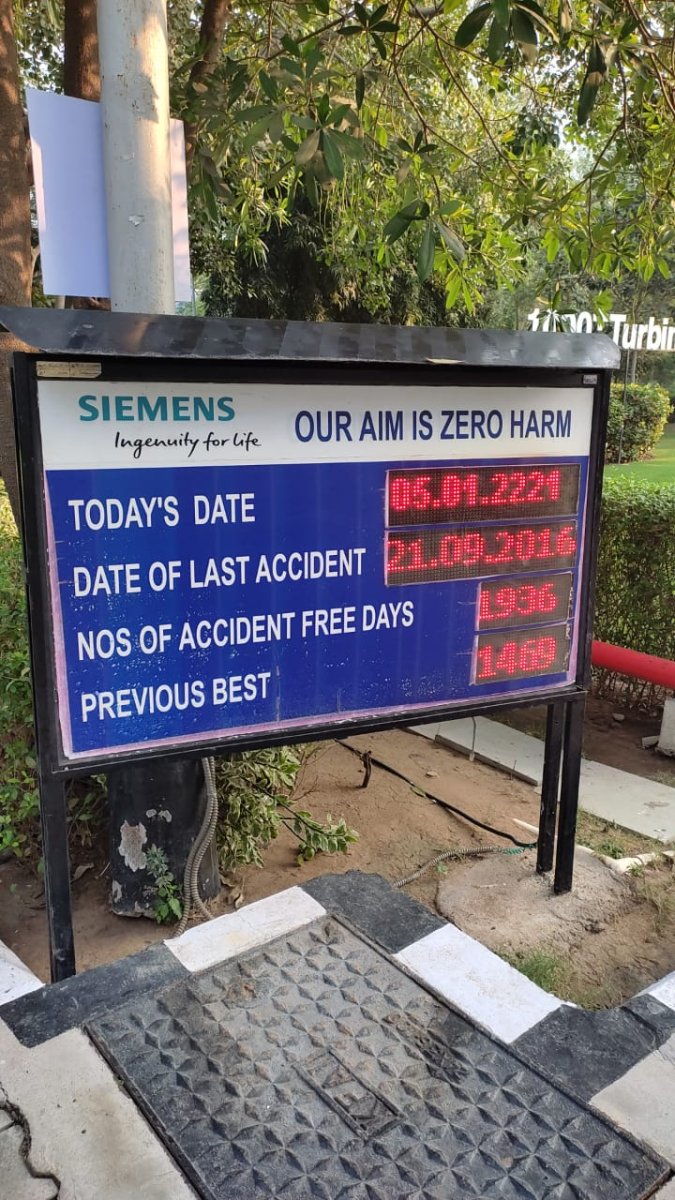 Turbin
SIEMENS
Ingenuity for life
OUR AIM IS ZERO HARM
TODAY'S DATE 05.01.2221
DATE OF LAST ACCIDENT 21.09.2016
NOS OF ACCIDENT FREE DAYS 1936
PREVIOUS BEST 1469